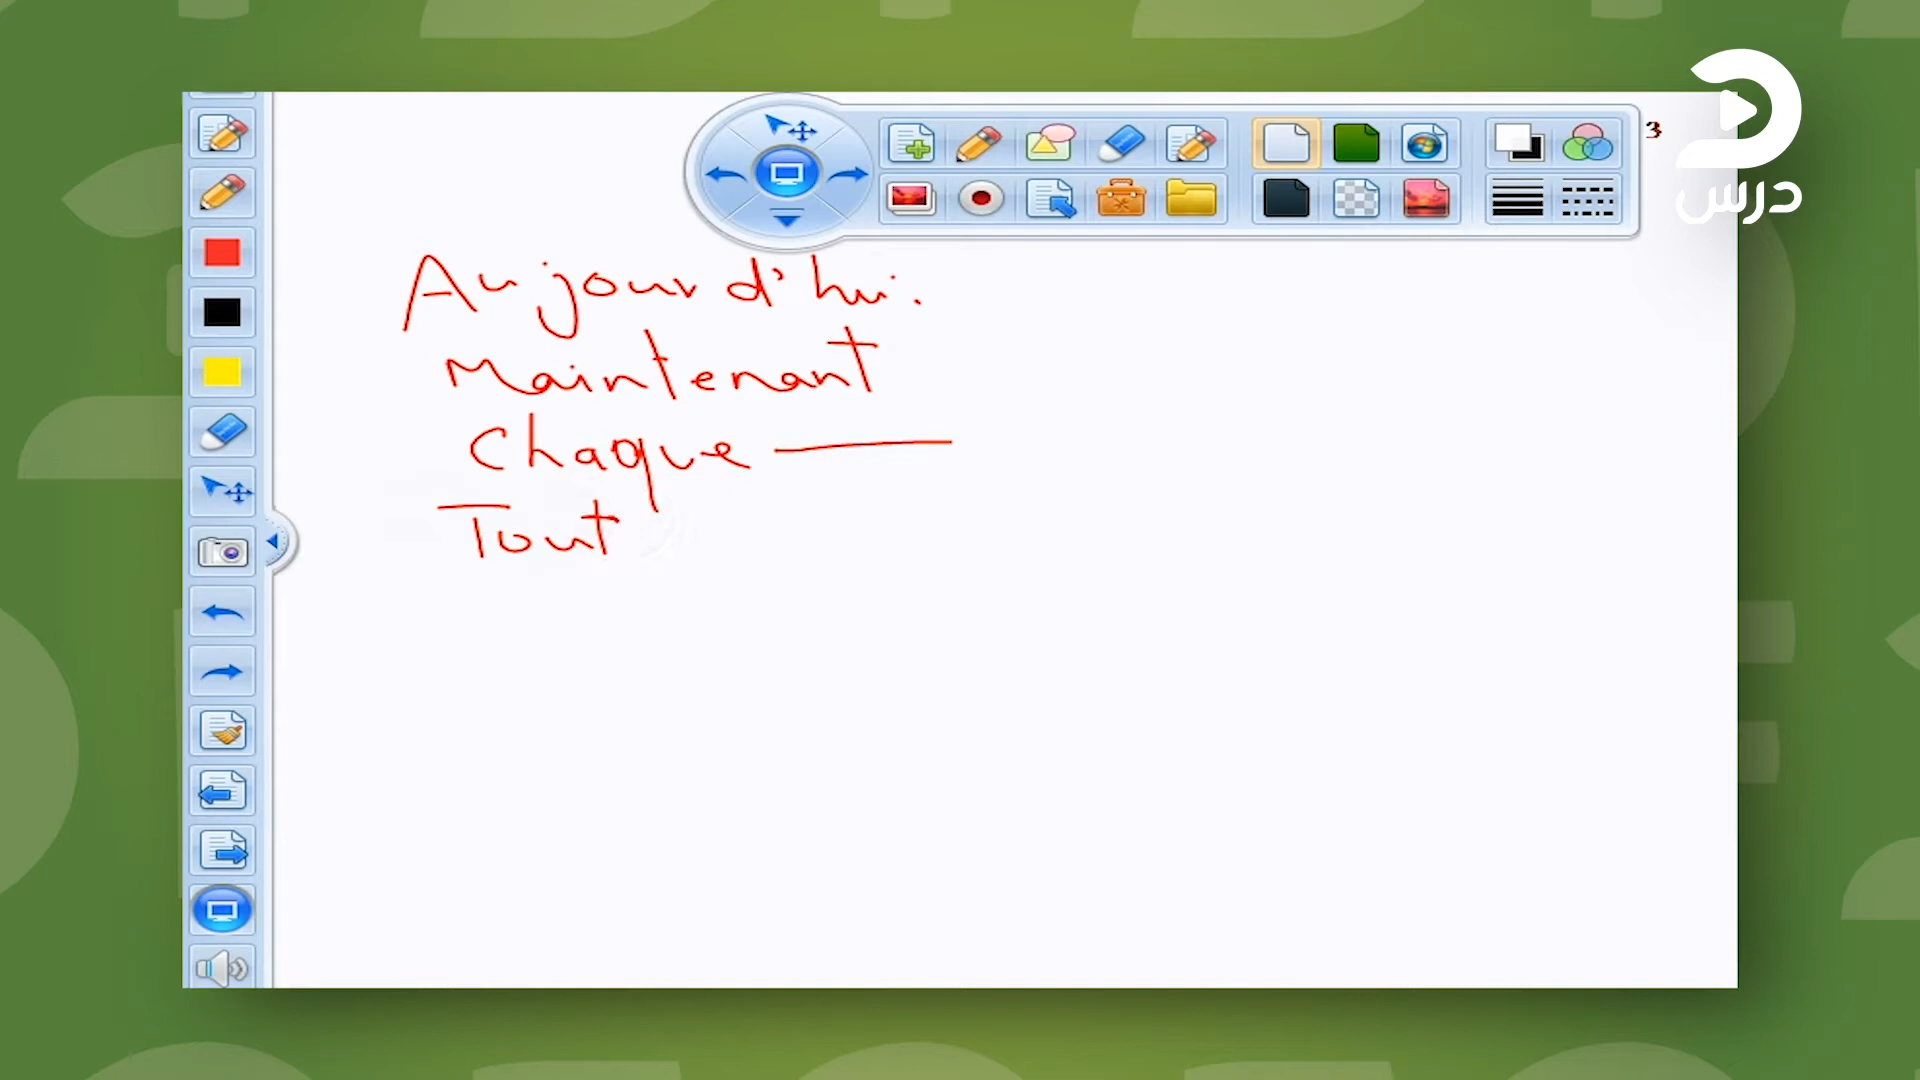 درس
3
Aujourd'hui.
Maintenant
Chaque ———
Tout